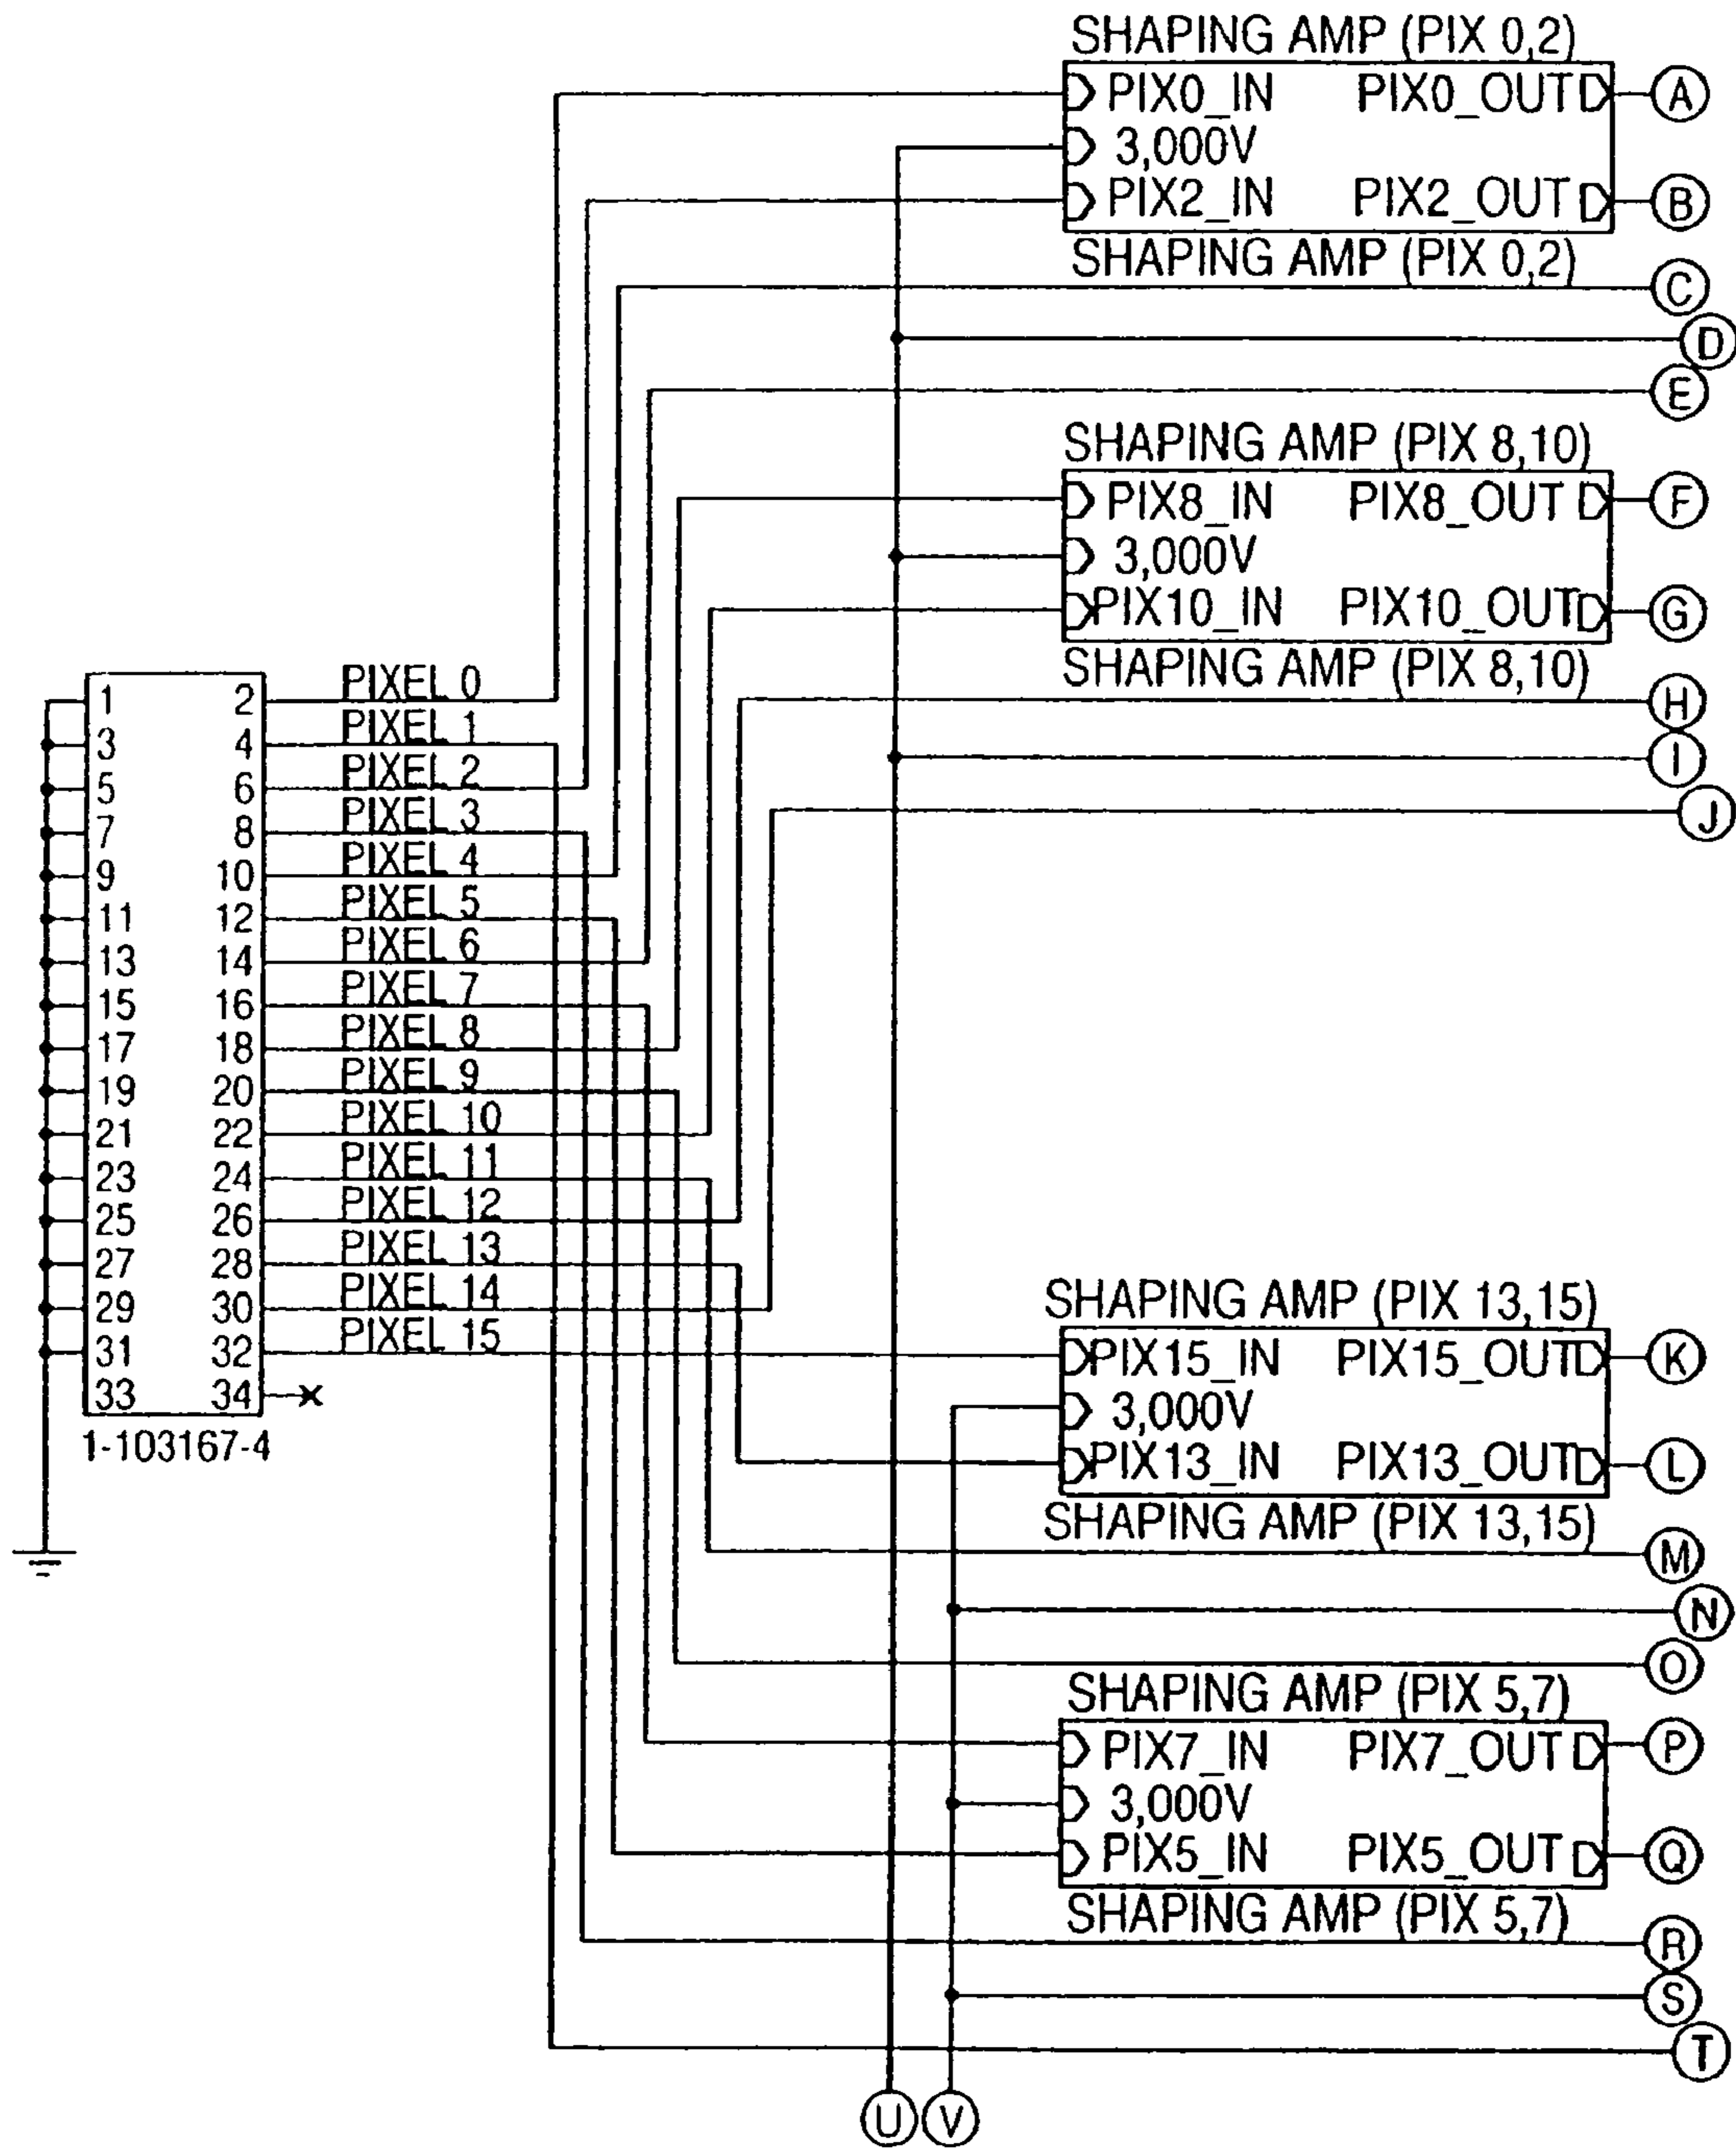 SHAPING AMP (PIX 0,2)
PIX0_IN PIX0_OUT A
3,000V
PIX2_IN PIX2_OUT B
SHAPING AMP (PIX 0,2)
C
D
E
SHAPING AMP (PIX 8,10)
PIX8_IN PIX8_OUT F
3,000V
PIX10_IN PIX10_OUT G
SHAPING AMP (PIX 8,10)
H
I
J
1 2 PIXEL 0
3 4 PIXEL 1
5 6 PIXEL 2
7 8 PIXEL 3
9 10 PIXEL 4
11 12 PIXEL 5
13 14 PIXEL 6
15 16 PIXEL 7
17 18 PIXEL 8
19 20 PIXEL 9
21 22 PIXEL 10
23 24 PIXEL 11
25 26 PIXEL 12
27 28 PIXEL 13
29 30 PIXEL 14
31 32 PIXEL 15
33 34
1-103167-4
SHAPING AMP (PIX 13,15)
PIX15_IN PIX15_OUT K
3,000V
PIX13_IN PIX13_OUT L
SHAPING AMP (PIX 13,15)
M
N
O
SHAPING AMP (PIX 5,7)
PIX7_IN PIX7_OUT P
3,000V
PIX5_IN PIX5_OUT Q
SHAPING AMP (PIX 5,7)
R
S
T
U V